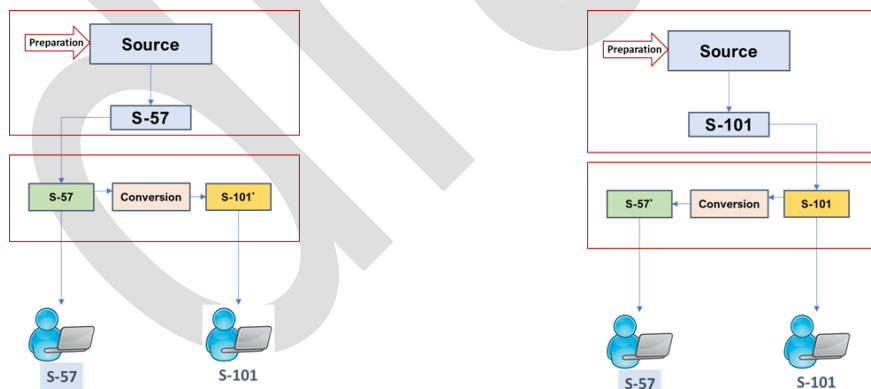 Preparation
Source
S-57
S-57
Conversion
S-101*
S-57
S-101
Preparation
Source
S-101
S-57*
Conversion
S-101
S-57
S-101